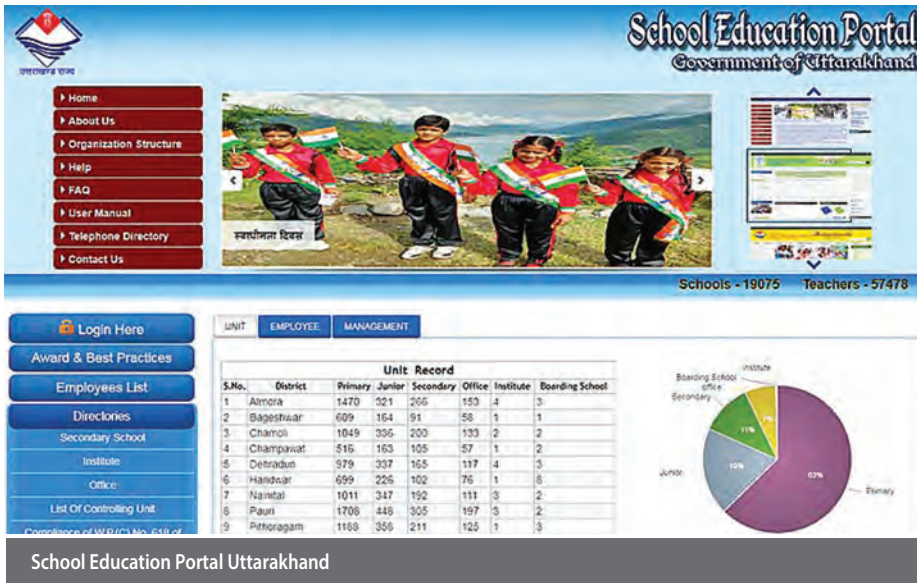 उत्तराखण्ड राज्य
School Education Portal
Government of Uttarakhand
Home
About Us
Organization Structure
Help
FAQ
User Manual
Telephone Directory
Contact Us
स्वाधीनता दिवस
Schools - 19075 Teachers - 57478
Login Here
Award & Best Practices
Employees List
Directories
Secondary School
Institute
Office
List Of Controlling Unit
Compliance of W.P.(C) No. 618 of
UNIT EMPLOYEE MANAGEMENT
Unit Record
S.No. District Primary Junior Secondary Office Institute Boarding School
1 Almora 1470 321 266 153 4 3
2 Bageshwar 609 164 91 58 1 1
3 Chamoli 1049 336 200 133 2 2
4 Champawat 516 163 105 57 1 2
5 Dehradun 979 337 165 117 4 3
6 Haridwar 699 226 102 76 1 6
7 Nainital 1011 347 192 111 3 2
8 Pauri 1708 448 305 197 3 2
9 Pithoragarh 1188 358 211 125 1 3
Institute
Boarding School
office
Secondary
Junior
Primary
11%
63%
School Education Portal Uttarakhand